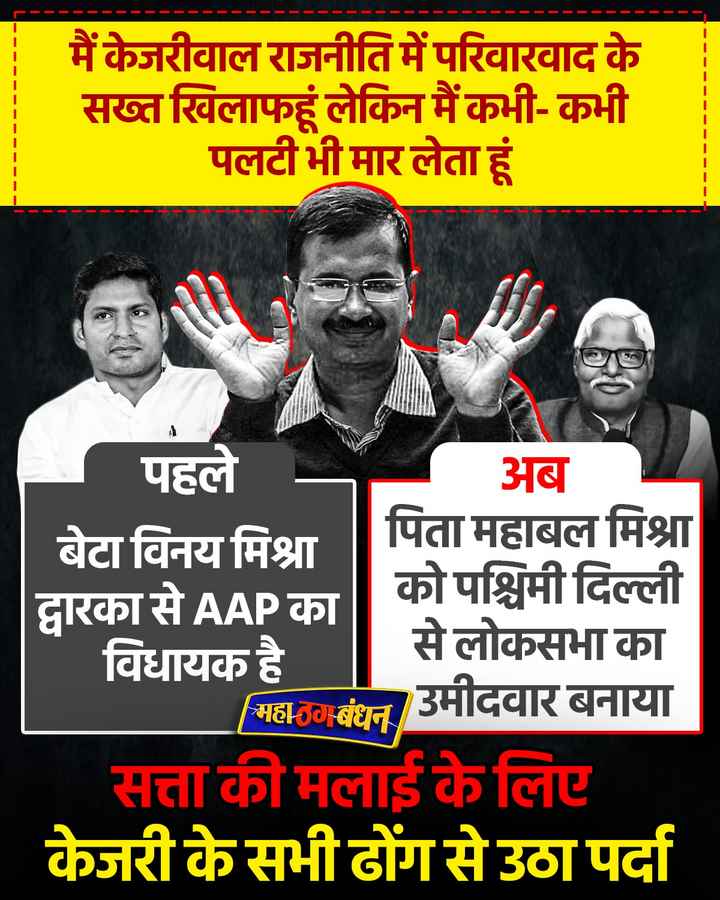 मैं केजरीवाल राजनीति में परिवारवाद के
सख्त खिलाफहूं लेकिन मैं कभी- कभी
पलटी भी मार लेता हूं
पहले
बेटा विनय मिश्रा
द्वारका से AAP का
विधायक है
अब
पिता महाबल मिश्रा
को पश्चिमी दिल्ली
से लोकसभा का
उमीदवार बनाया
महाठगबंधन
सत्ता की मलाई के लिए
केजरी के सभी ढोंग से उठा पर्दा